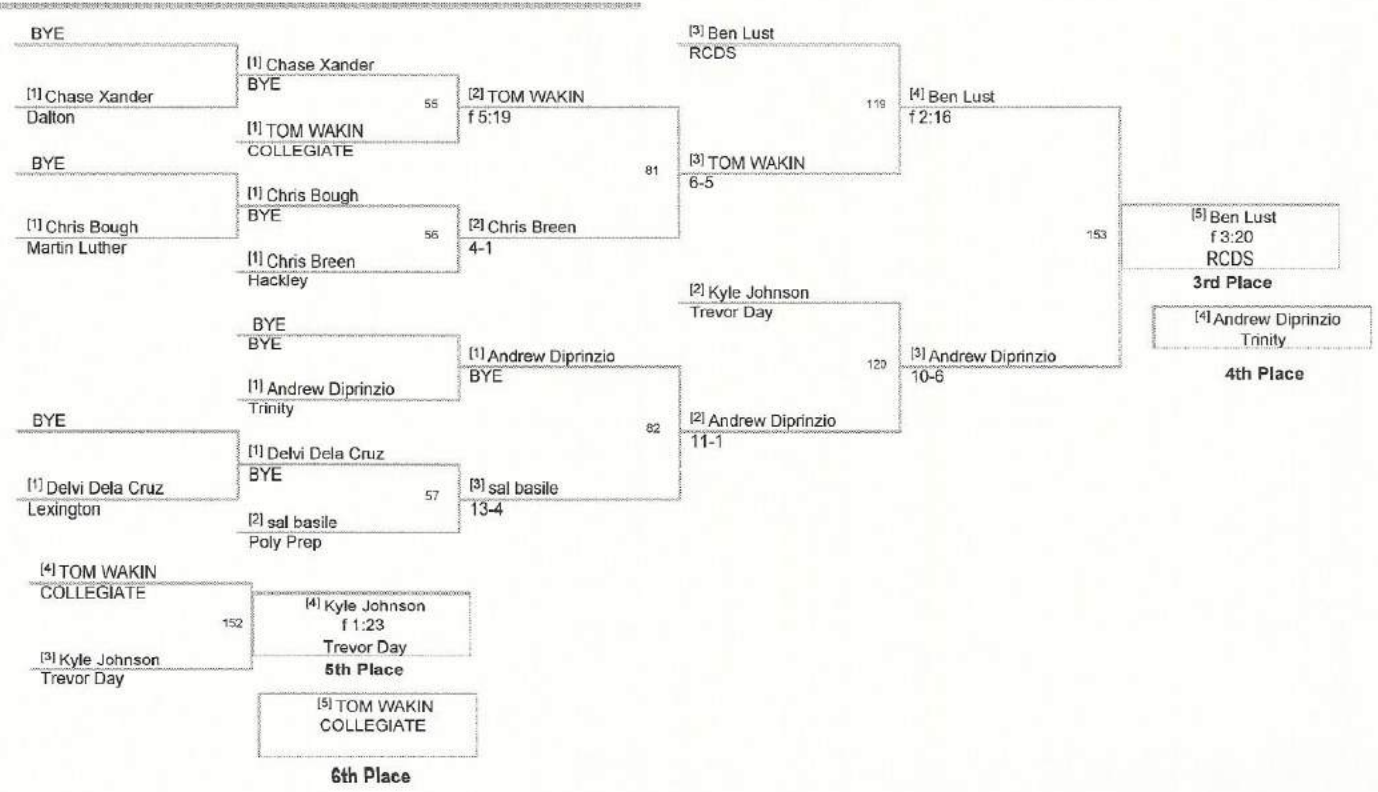 BYE
[1] Chase Xander
Dalton
BYE
[1] Chris Bough
Martin Luther
BYE
[1] Delvi Dela Cruz
Lexington
[1] Chase Xander
BYE
55
[1] TOM WAKIN
COLLEGIATE
[1] Chris Bough
BYE
56
[1] Chris Breen
Hackley
BYE
BYE
[1] Andrew Diprinzio
Trinity
[1] Delvi Dela Cruz
BYE
57
[2] sal basile
Poly Prep
[2] TOM WAKIN
f 5:19
81
[2] Chris Breen
4-1
[1] Andrew Diprinzio
BYE
82
[3] sal basile
13-4
[3] Ben Lust
RCDS
119
[3] TOM WAKIN
6-5
[2] Kyle Johnson
Trevor Day
120
[2] Andrew Diprinzio
11-1
[4] Ben Lust
f 2:16
153
[3] Andrew Diprinzio
10-6
[5] Ben Lust
f 3:20
RCDS
3rd Place
[4] Andrew Diprinzio
Trinity
4th Place
[4] TOM WAKIN
COLLEGIATE
152
[3] Kyle Johnson
Trevor Day
[4] Kyle Johnson
f 1:23
Trevor Day
5th Place
[5] TOM WAKIN
COLLEGIATE
6th Place